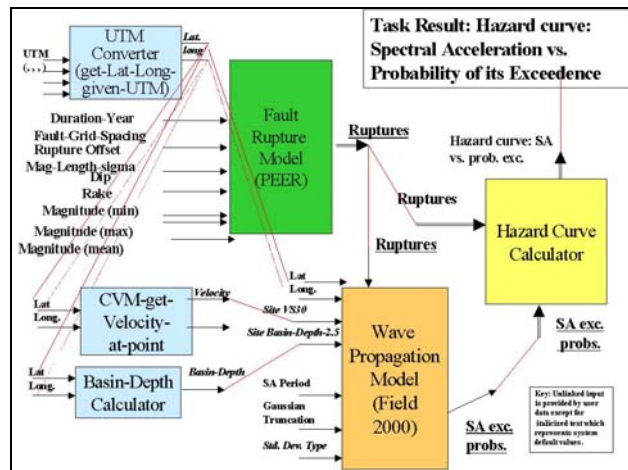 UTM
Converter
(get-Lat-Long-
given-UTM)
UTM
(,,,)
Lat.
long
Task Result: Hazard curve:
Spectral Acceleration vs.
Probability of its Exceedence
Duration-Year
Fault-Grid-Spacing
Rupture Offset
Mag-Length-sigma
Dip
Rake
Magnitude (min)
Magnitude (max)
Magnitude (mean)
Fault
Rupture
Model
(PEER)
Ruptures
Ruptures
Ruptures
Hazard curve: SA
vs. prob. exc.
Hazard Curve
Calculator
Lat
Long.
CVM-get-
Velocity-
at-point
Velocity
Lat
Long.
Site VS30
Site Basin-Depth-2.5
Lat
Long.
Basin-Depth
Calculator
Basin-Depth
SA Period
Gaussian
Truncation
Std. Dev. Type
Wave
Propagation
Model
(Field
2000)
SA exc.
probs.
SA exc.
probs.
Key: Unlinked input
is provided by user
data except for
italicized text which
represents system
default values.